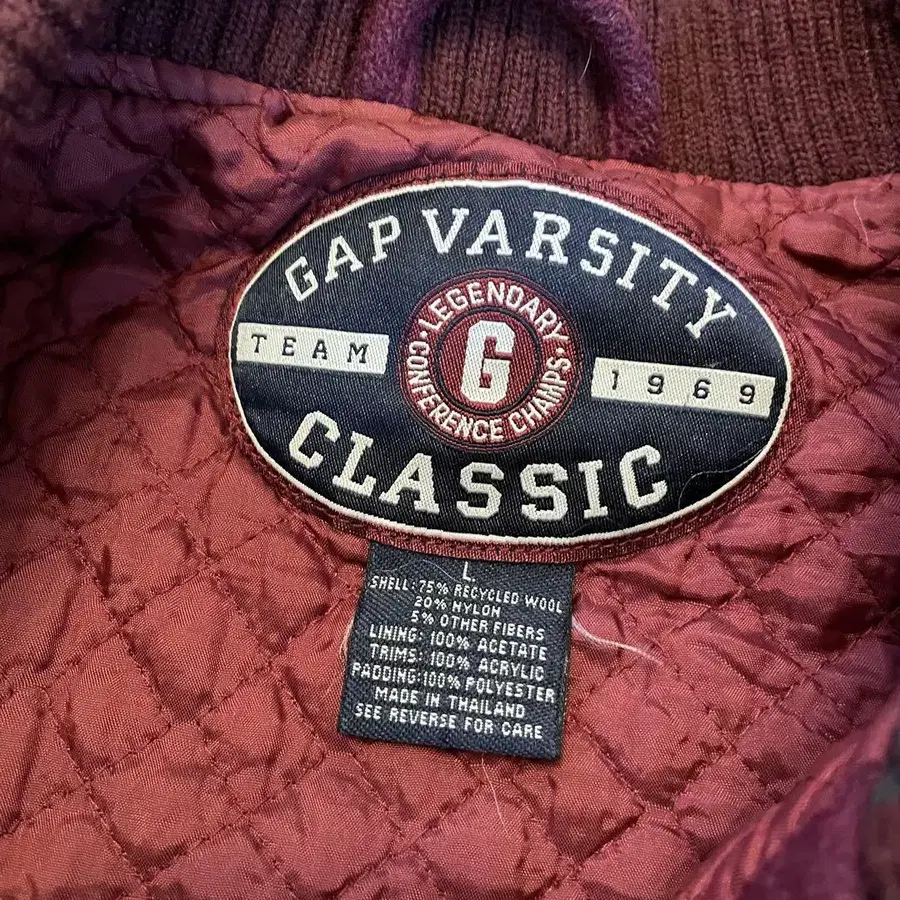 GAP VARSITY
TEAM
LEGENDARY
G
CONFERENCE CHAMPS
1969
CLASSIC
L.
SHELL: 75% RECYCLED WOOL
20% NYLON
5% OTHER FIBERS
LINING: 100% ACETATE
TRIMS: 100% ACRYLIC
PADDING: 100% POLYESTER
MADE IN THAILAND
SEE REVERSE FOR CARE